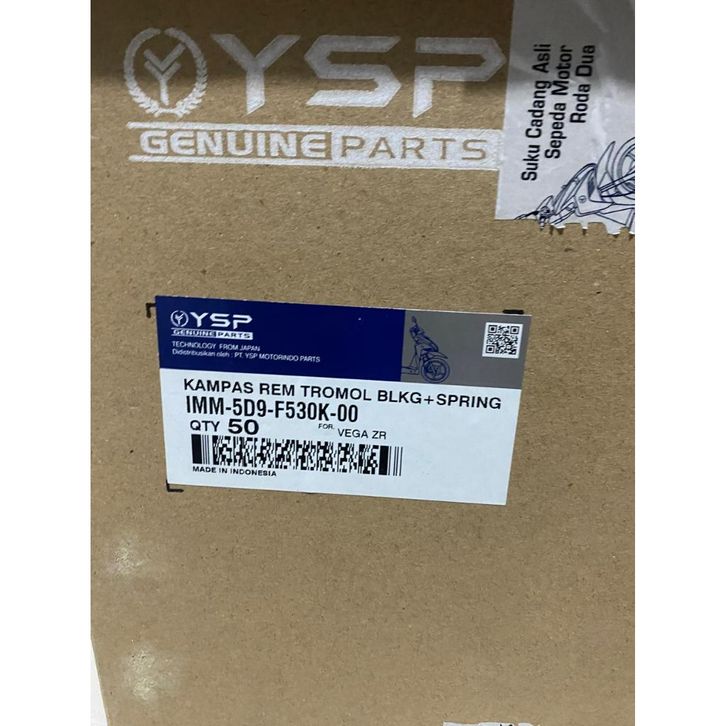 YSP
GENUINE PARTS
Suku Cadang Asli
Sepeda Motor
Roda Dua
YSP
GENUINE PARTS
TECHNOLOGY FROM JAPAN
Didistribusikan oleh : PT. YSP MOTORINDO PARTS
KAMPAS REM TROMOL BLKG+SPRING
IMM-5D9-F530K-00
QTY 50 FOR. VEGA ZR
MADE IN INDONESIA